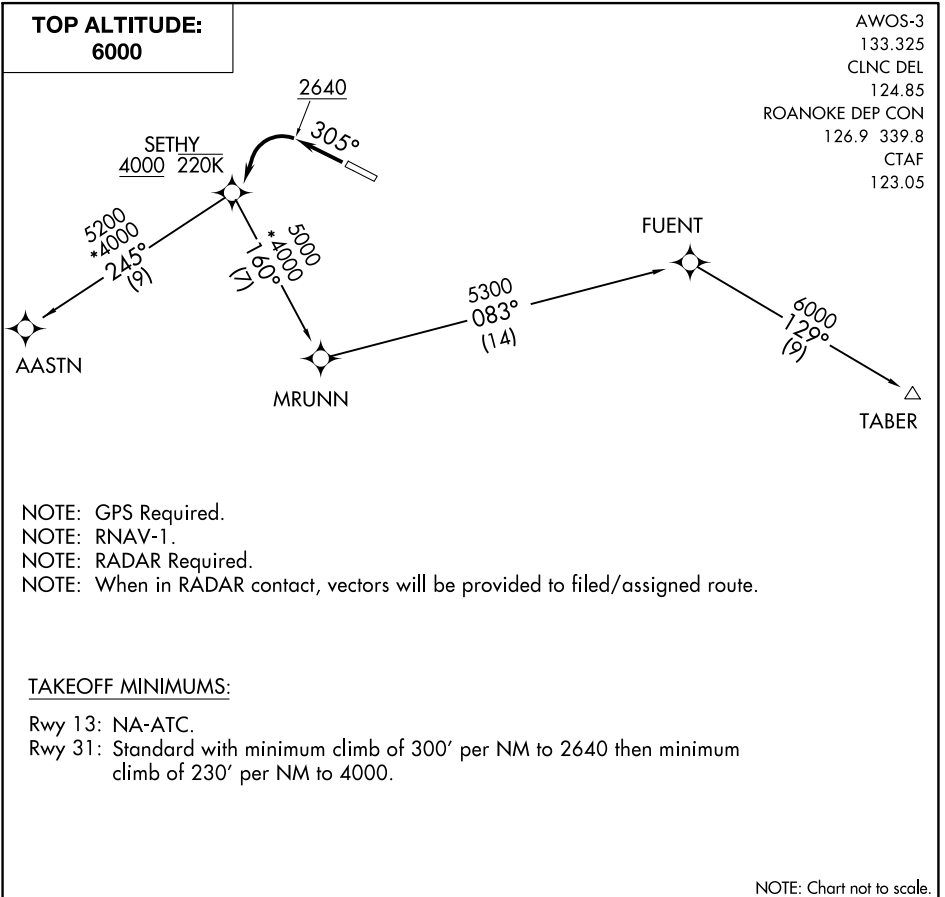 TOP ALTITUDE:
6000
AWOS-3
133.325
CLNC DEL
124.85
ROANOKE DEP CON
126.9 339.8
CTAF
123.05
2640
305°
SETHY
4000 220K
5200
*4000
245°
(9)
AASTN
5000
*4000
160°
(7)
MRUNN
5300
083°
(14)
FUENT
6000
129°
(9)
TABER
NOTE: GPS Required.
NOTE: RNAV-1.
NOTE: RADAR Required.
NOTE: When in RADAR contact, vectors will be provided to filed/assigned route.
TAKEOFF MINIMUMS:
Rwy 13: NA-ATC.
Rwy 31: Standard with minimum climb of 300' per NM to 2640 then minimum
climb of 230' per NM to 4000.
NOTE: Chart not to scale.